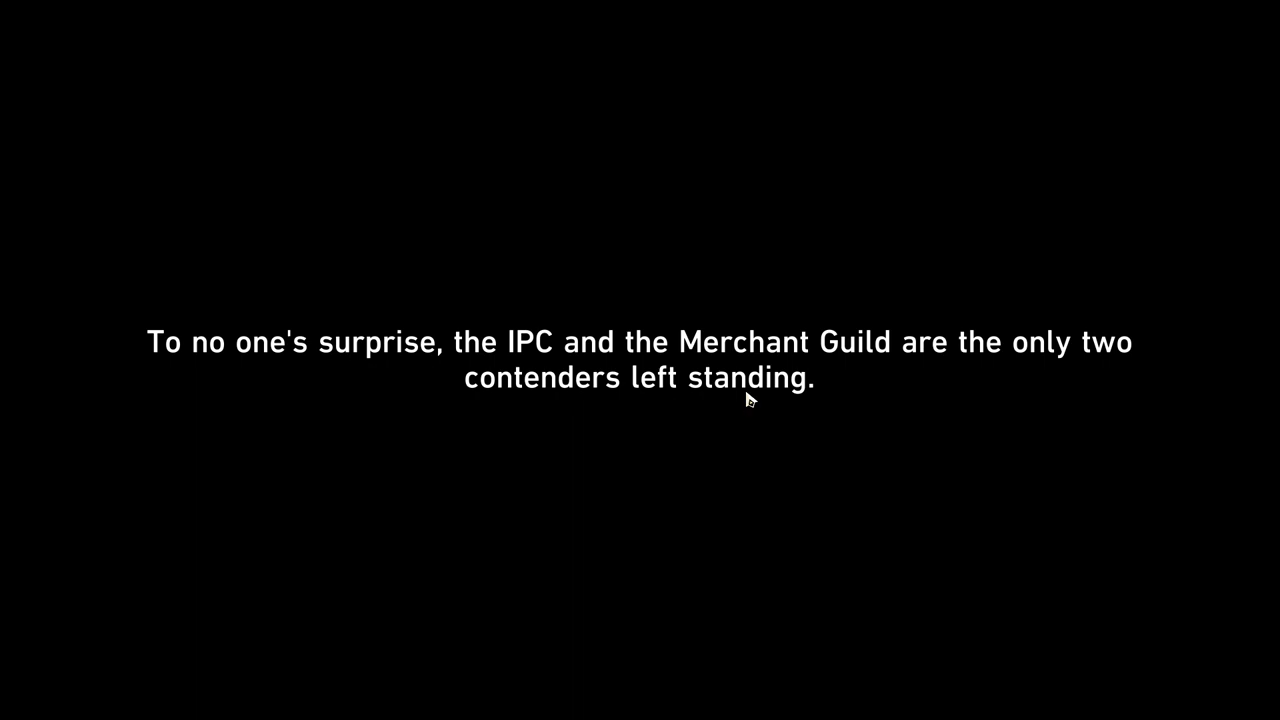 To no one's surprise, the IPC and the Merchant Guild are the only two
contenders left standing.